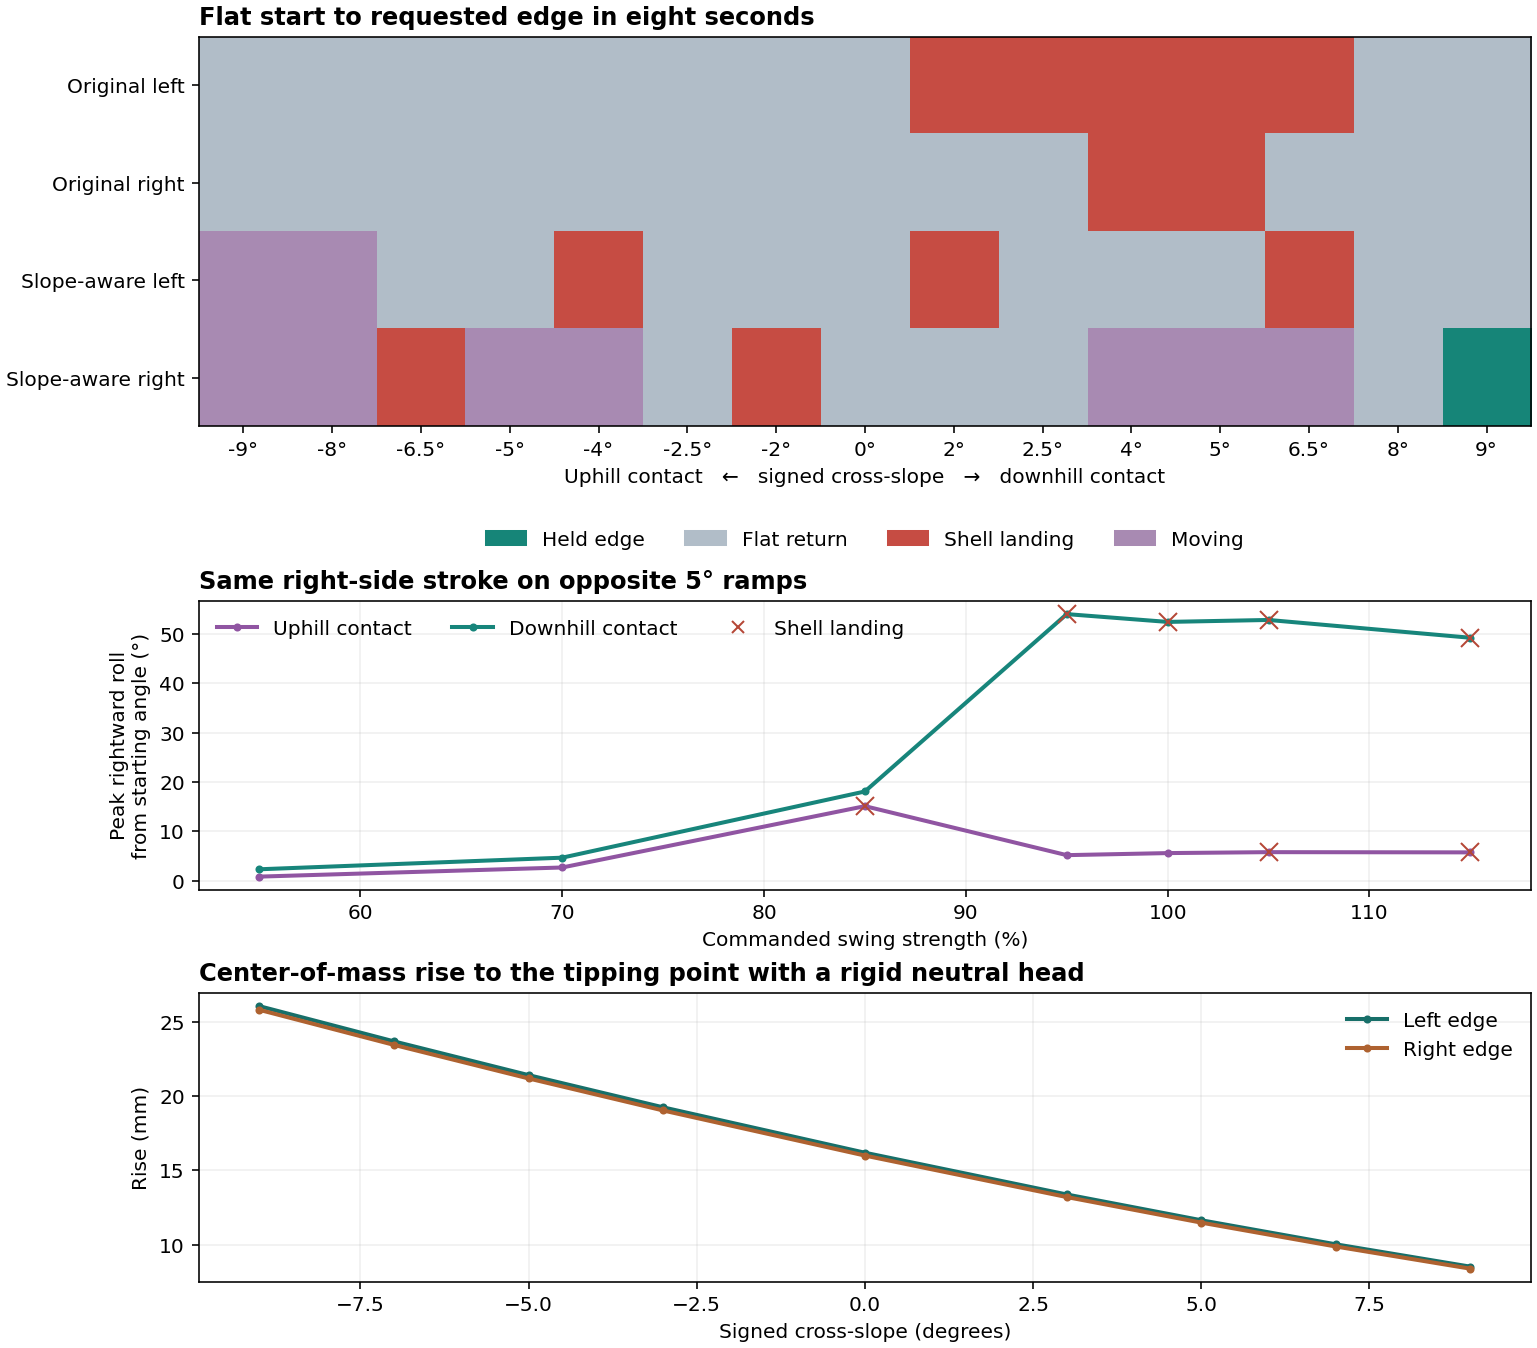 Flat start to requested edge in eight seconds
Original left
Original right
Slope-aware left
Slope-aware right
-9° -8° -6.5° -5° -4° -2.5° -2° 0° 2° 2.5° 4° 5° 6.5° 8° 9°
Uphill contact ← signed cross-slope → downhill contact
Held edge Flat return Shell landing Moving
Same right-side stroke on opposite 5° ramps
Uphill contact Downhill contact Shell landing
Peak rightward roll
from starting angle (°)
50
40
30
20
10
0
60 70 80 90 100 110
Commanded swing strength (%)
Center-of-mass rise to the tipping point with a rigid neutral head
Left edge
Right edge
Rise (mm)
25
20
15
10
−7.5 −5.0 −2.5 0.0 2.5 5.0 7.5
Signed cross-slope (degrees)